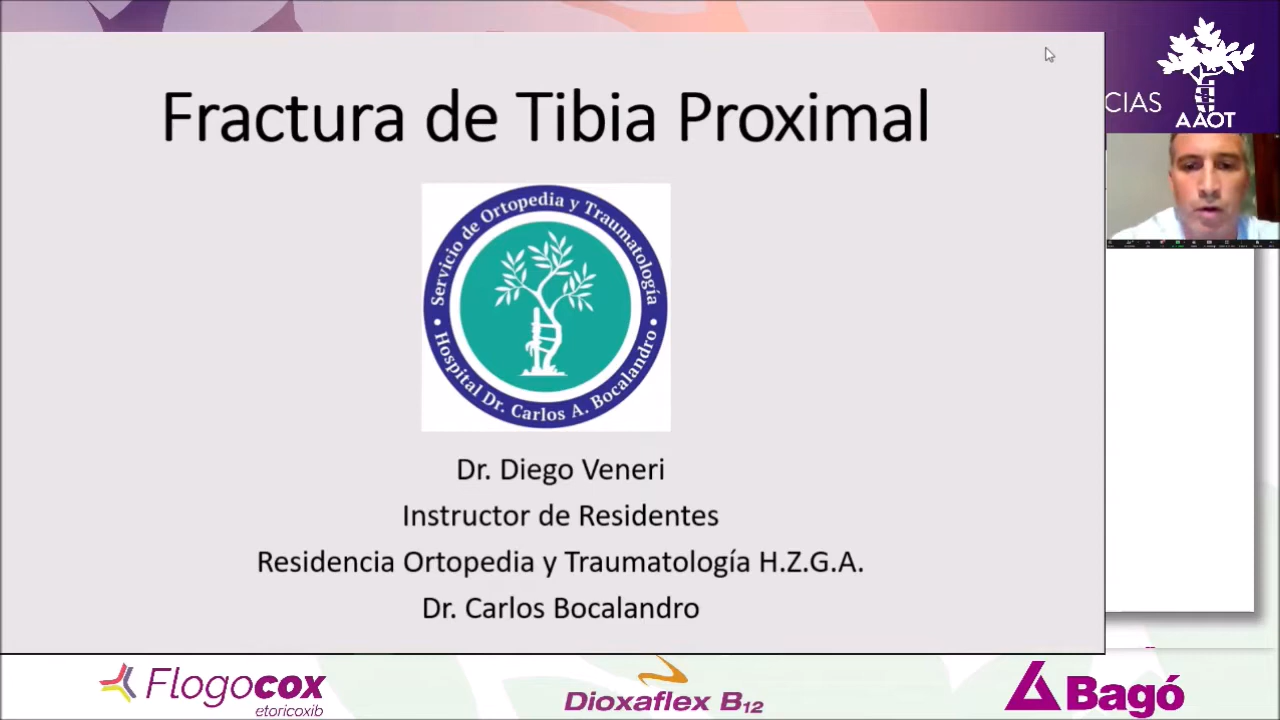 Fractura de Tibia Proximal
CIAS
AAOT
Servicio de Ortopedia y Traumatología
Hospital Dr. Carlos A. Bocalandro
Dr. Diego Veneri
Instructor de Residentes
Residencia Ortopedia y Traumatología H.Z.G.A.
Dr. Carlos Bocalandro
Flogocox
etoricoxib
Dioxaflex B12
Bagó